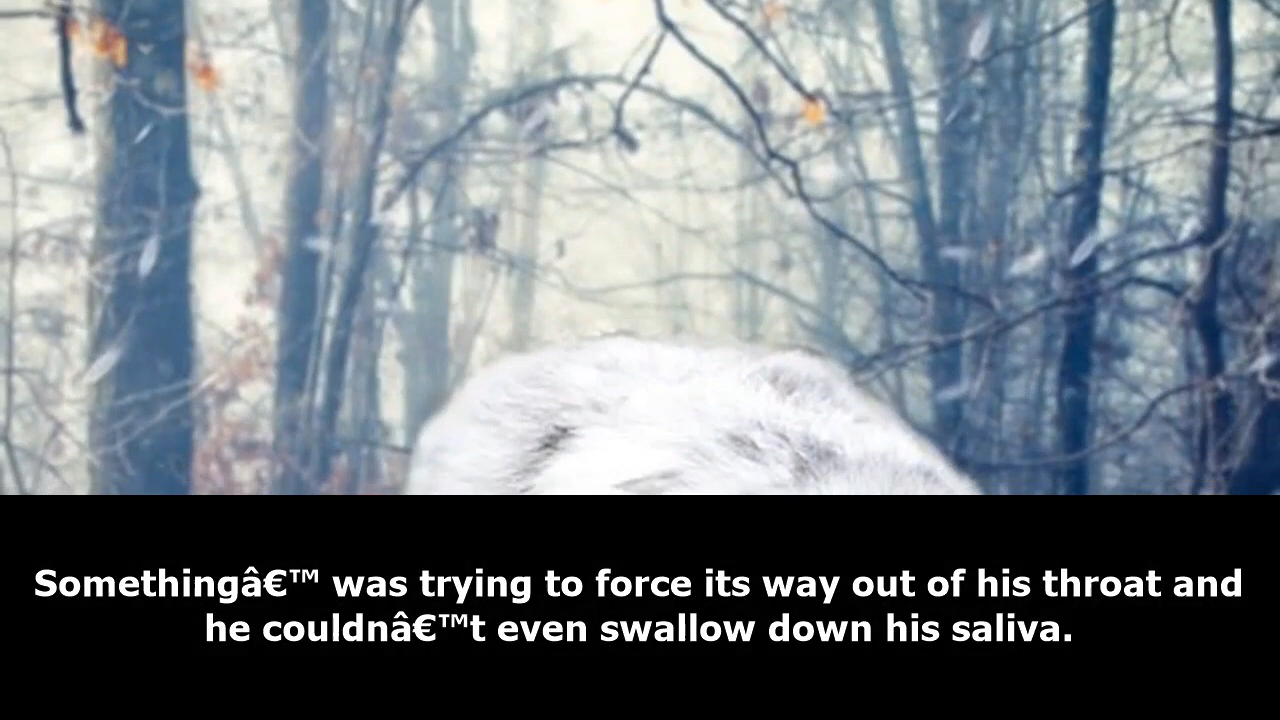 Somethingâ€™ was trying to force its way out of his throat and
he couldnâ€™t even swallow down his saliva.